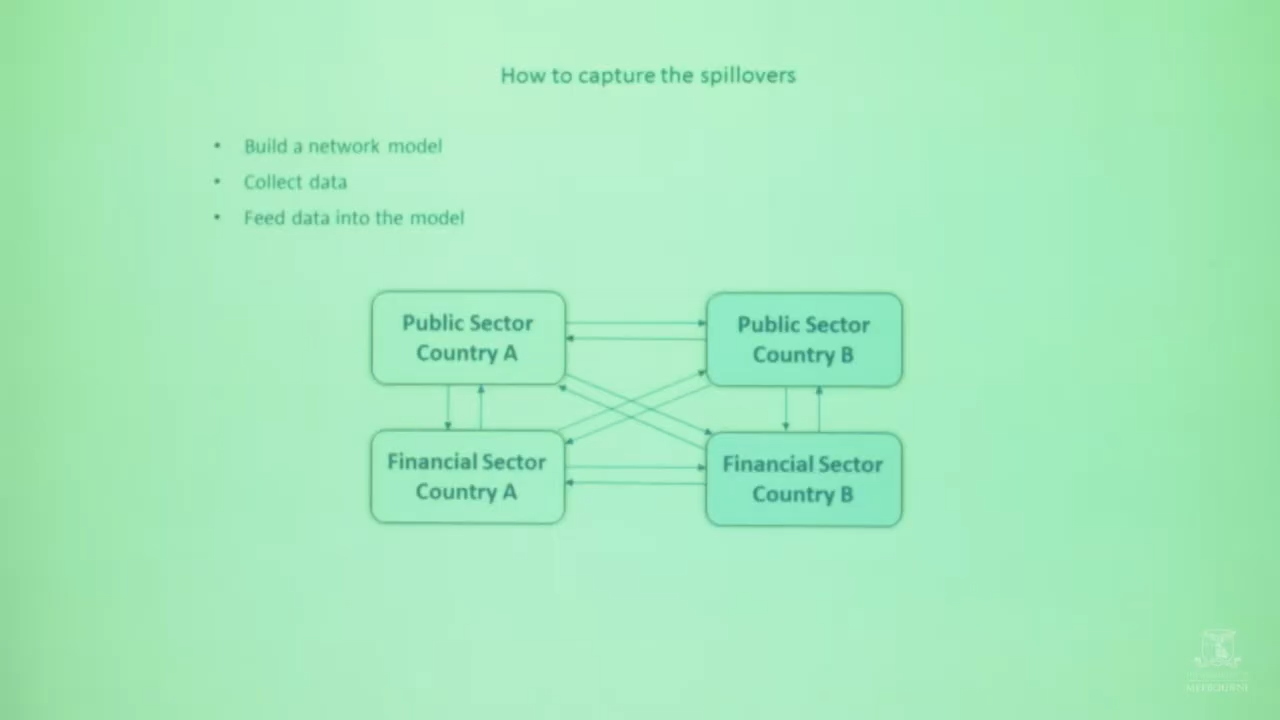 How to capture the spillovers
• Build a network model
• Collect data
• Feed data into the model
Public Sector
Country A
Public Sector
Country B
Financial Sector
Country A
Financial Sector
Country B
MELBOURNE